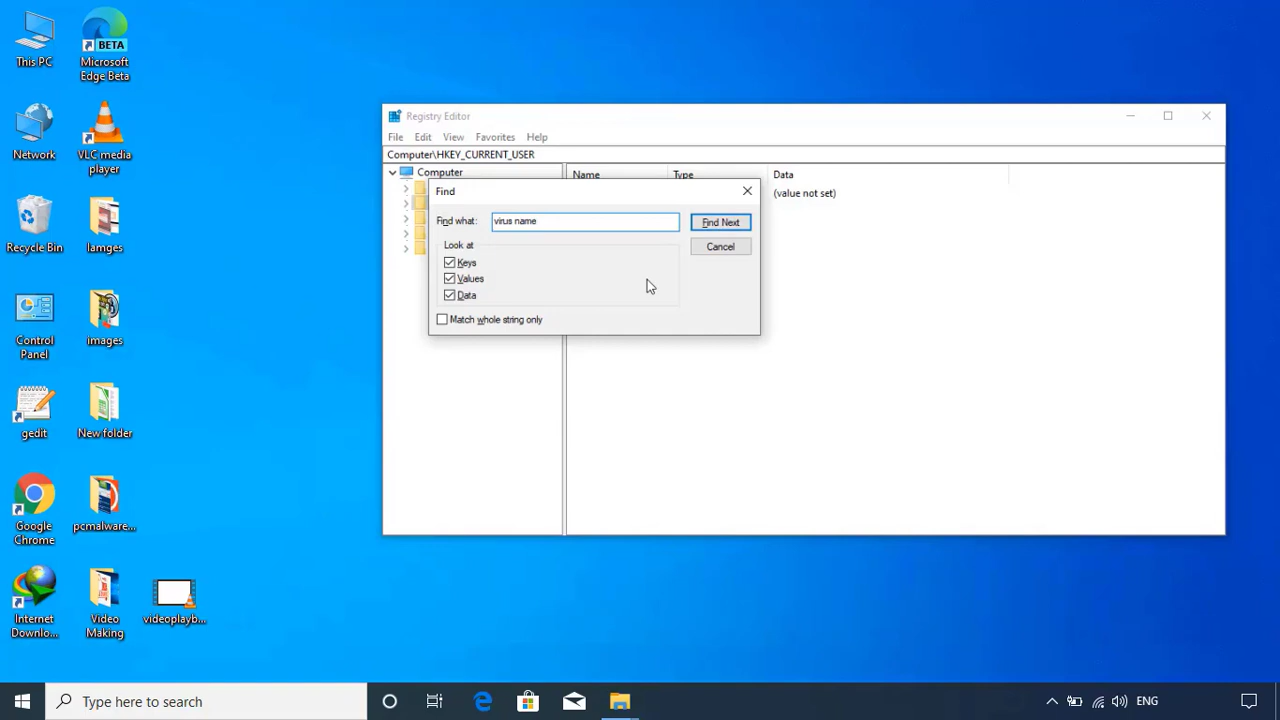 This PC
BETA
Microsoft
Edge Beta
Network
VLC media
player
Recycle Bin
Iamges
Control
Panel
images
gedit
New folder
Google
Chrome
pcmalware...
Internet
Downlo...
Video
Making
videoplayb...
Registry Editor
File Edit View Favorites Help
Computer\HKEY_CURRENT_USER
Computer
Name Type Data
(value not set)
Find
Find what: virus name Find Next
Look at Cancel
Keys
Values
Data
Match whole string only
Type here to search
ENG